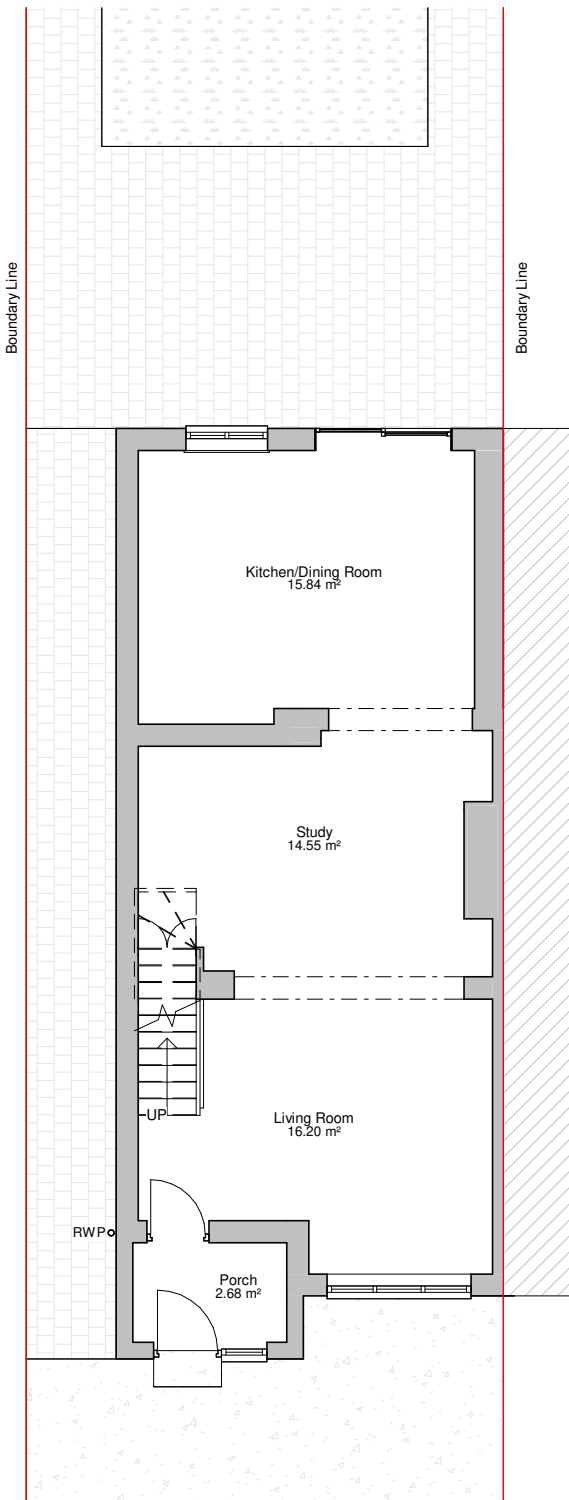 Boundary Line
Boundary Line
Kitchen/Dining Room
15.84 m²
Study
14.55 m²
UP
Living Room
16.20 m²
RWP
Porch
2.68 m²